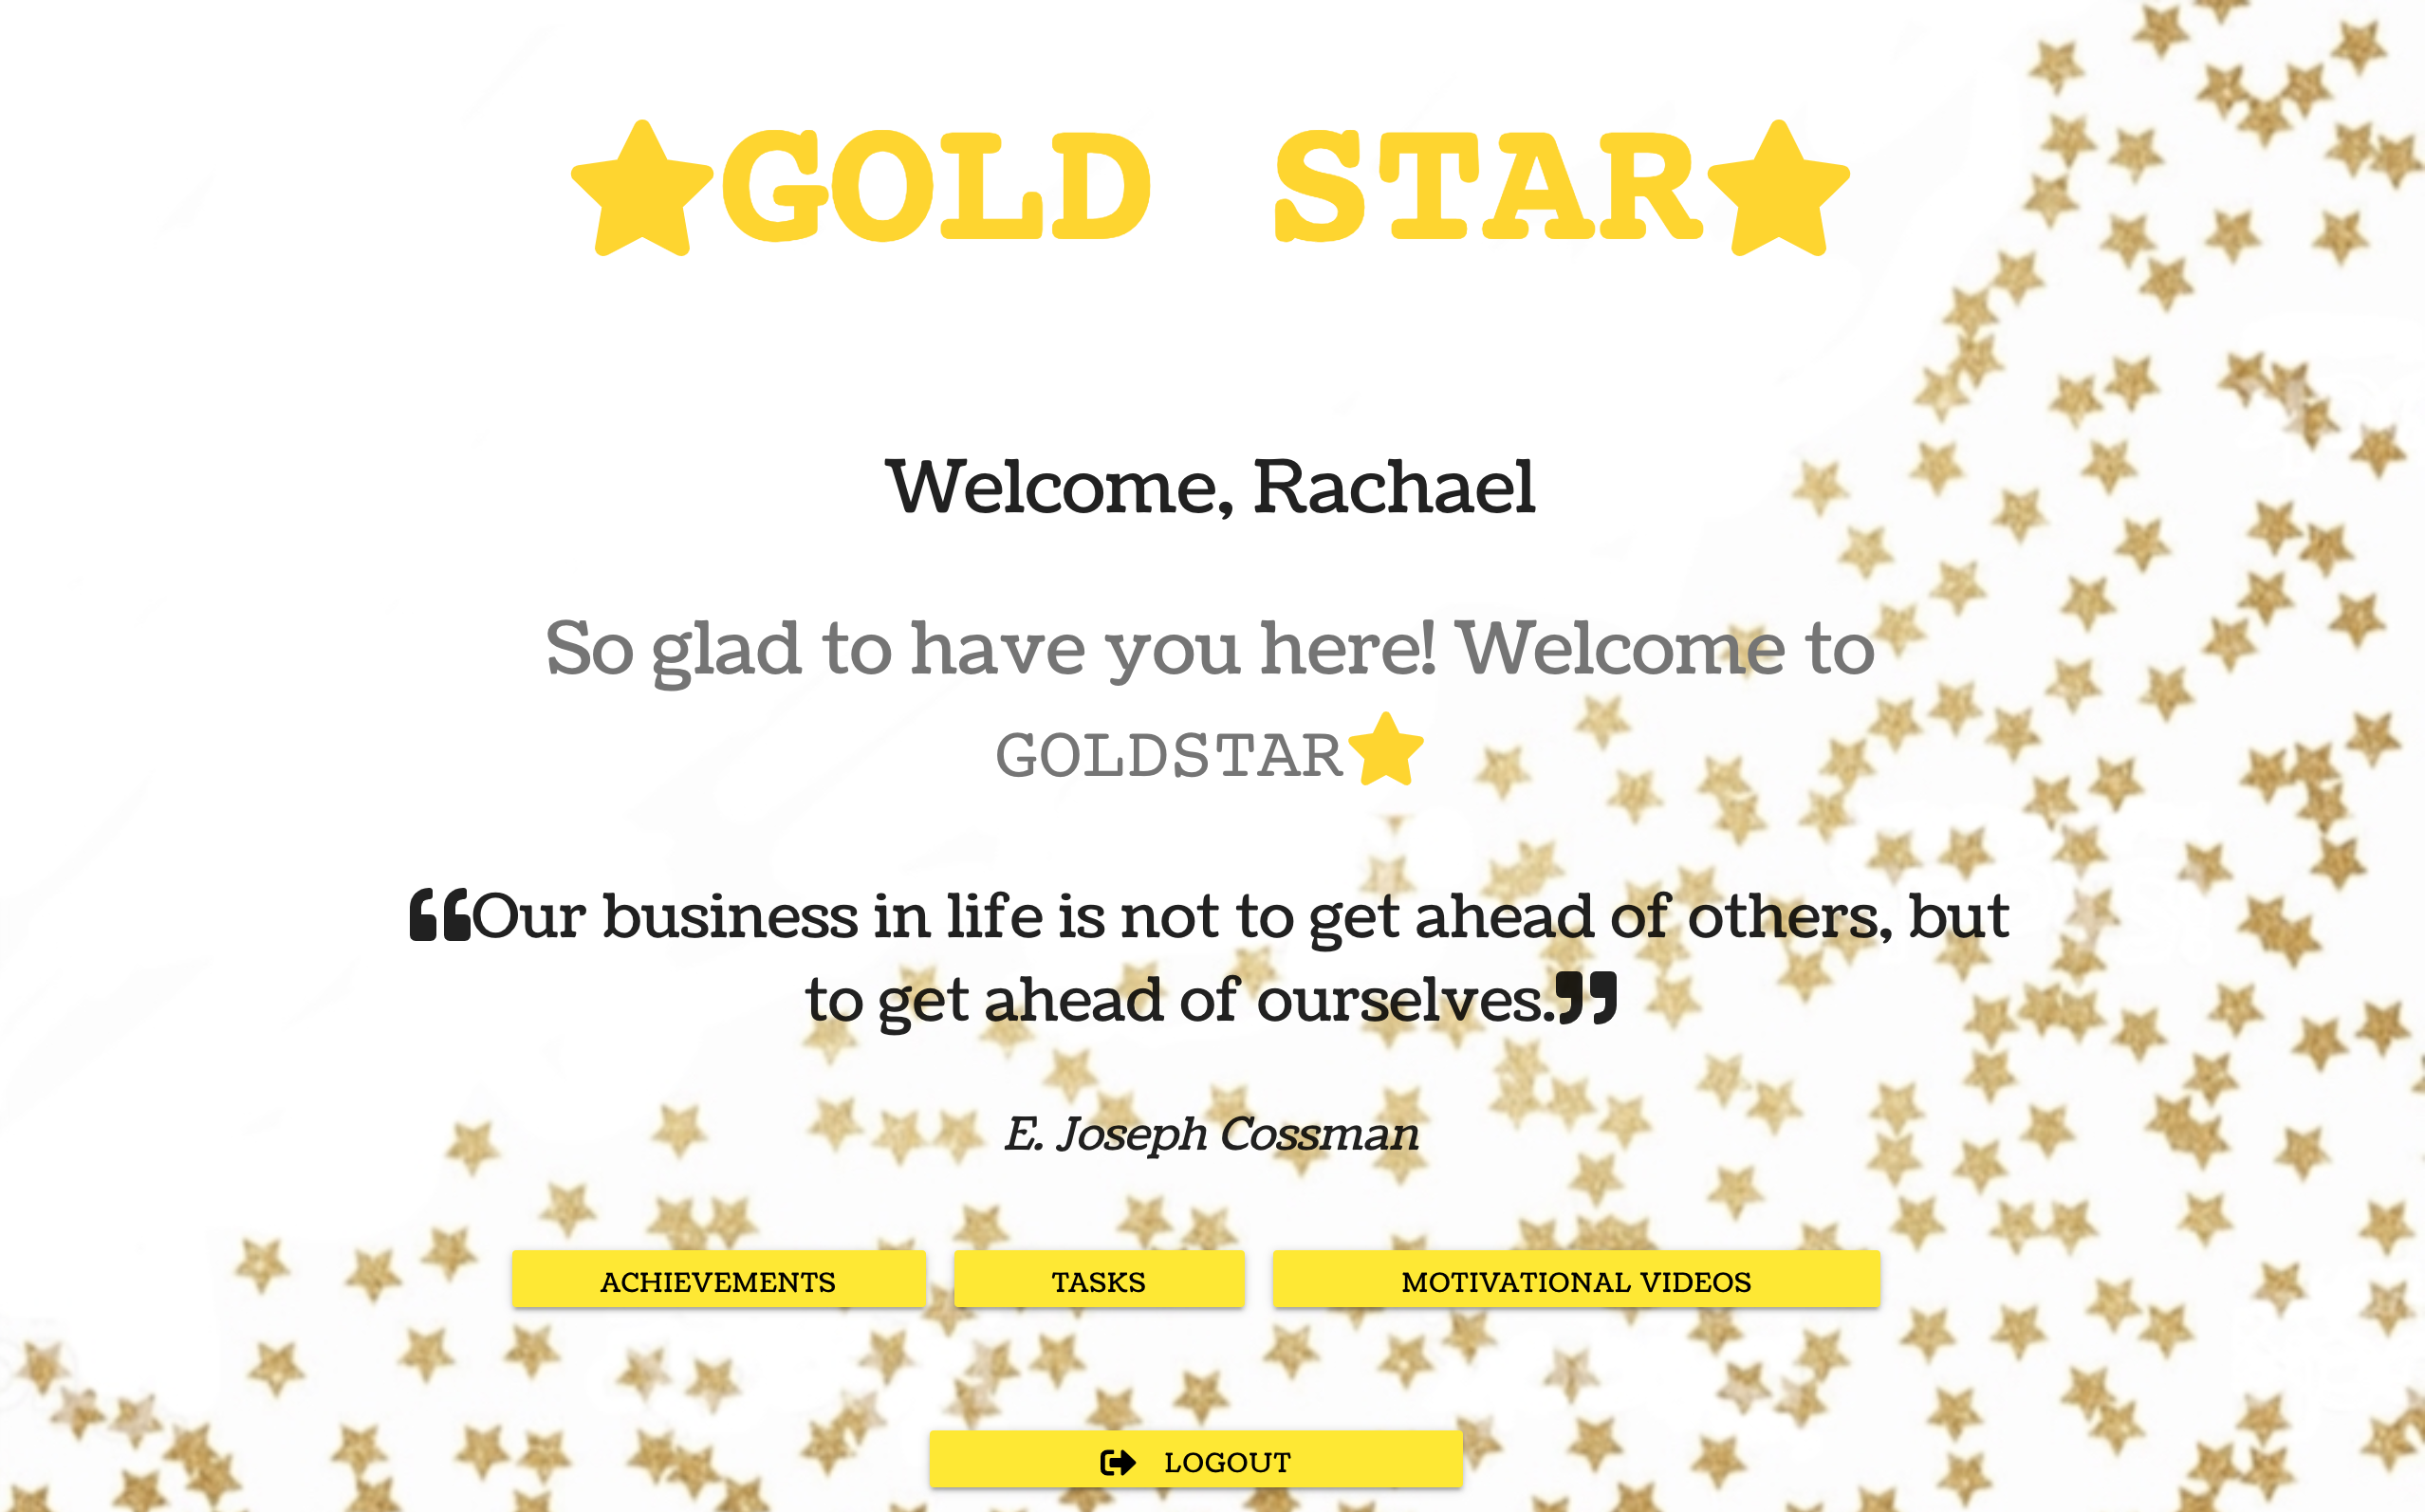 GOLD STAR
Welcome, Rachael
So glad to have you here! Welcome to
GOLDSTAR
“Our business in life is not to get ahead of others, but
to get ahead of ourselves.”
E. Joseph Cossman
ACHIEVEMENTS
TASKS
MOTIVATIONAL VIDEOS
LOGOUT